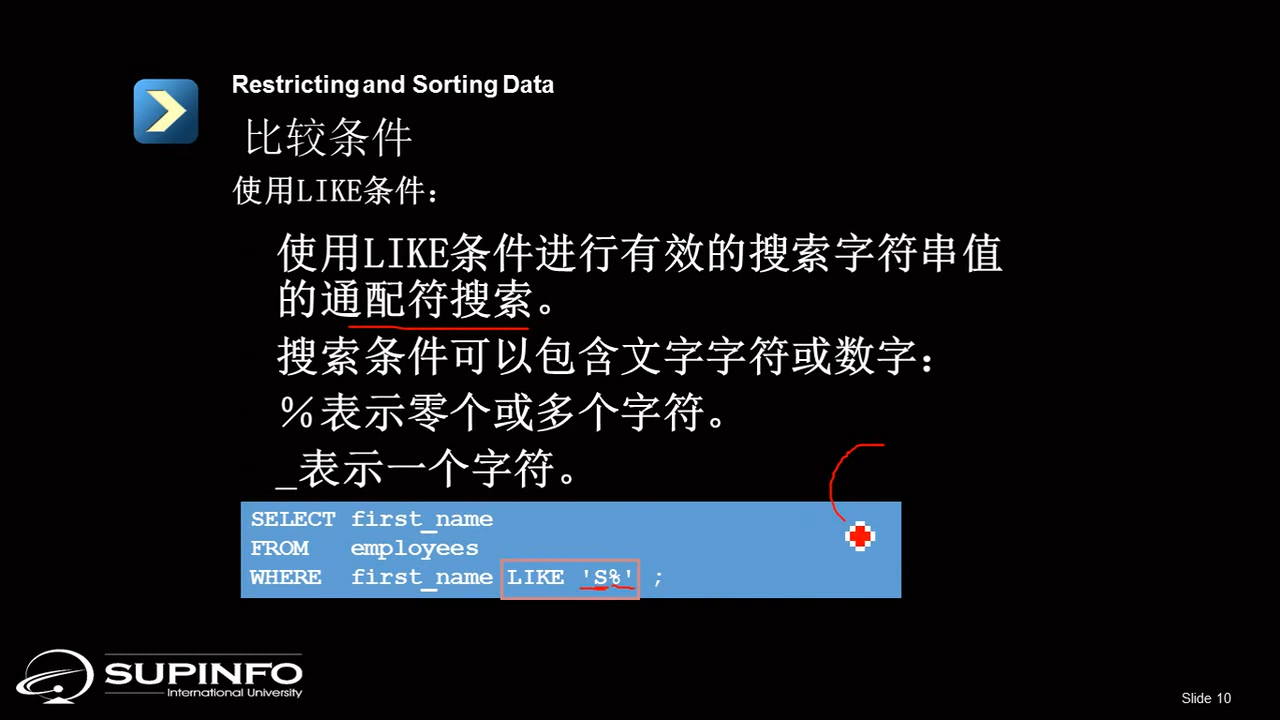 Restricting and Sorting Data
比较条件
使用LIKE条件：
使用LIKE条件进行有效的搜索字符串值
的通配符搜索。
搜索条件可以包含文字字符或数字：
%表示零个或多个字符。
_表示一个字符。
SELECT first_name
FROM employees
WHERE first_name LIKE 'S%' ;
SUPINFO
International University
Slide 10